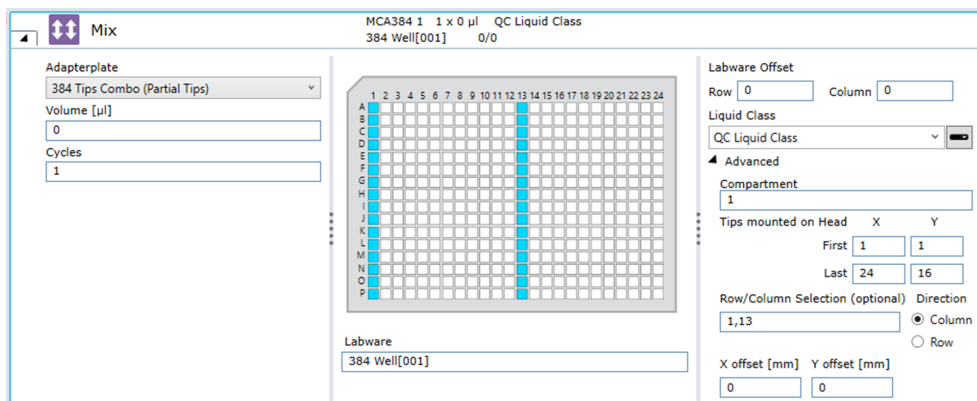 Mix
MCA384 1 1 x 0 µl QC Liquid Class
384 Well[001] 0/0
Adapterplate
384 Tips Combo (Partial Tips)
Volume [µl]
0
Cycles
1
1 2 3 4 5 6 7 8 9 10 11 12 13 14 15 16 17 18 19 20 21 22 23 24
A
B
C
D
E
F
G
H
I
J
K
L
M
N
O
P
Labware
384 Well[001]
Labware Offset
Row 0 Column 0
Liquid Class
QC Liquid Class
Advanced
Compartment
1
Tips mounted on Head X Y
First 1 1
Last 24 16
Row/Column Selection (optional) Direction
1,13 Column
Row
X offset [mm] Y offset [mm]
0 0